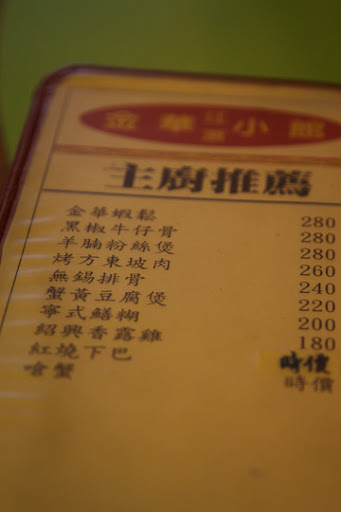 金華江浙小館
主廚推薦
金華蝦鬆 280
黑椒牛仔骨 280
羊腩粉絲煲 280
烤方東坡肉 260
無錫排骨 240
蟹黃豆腐煲 220
寧式鱔糊 200
紹興香露雞 180
紅燒下巴 時價
嗆蟹 時價